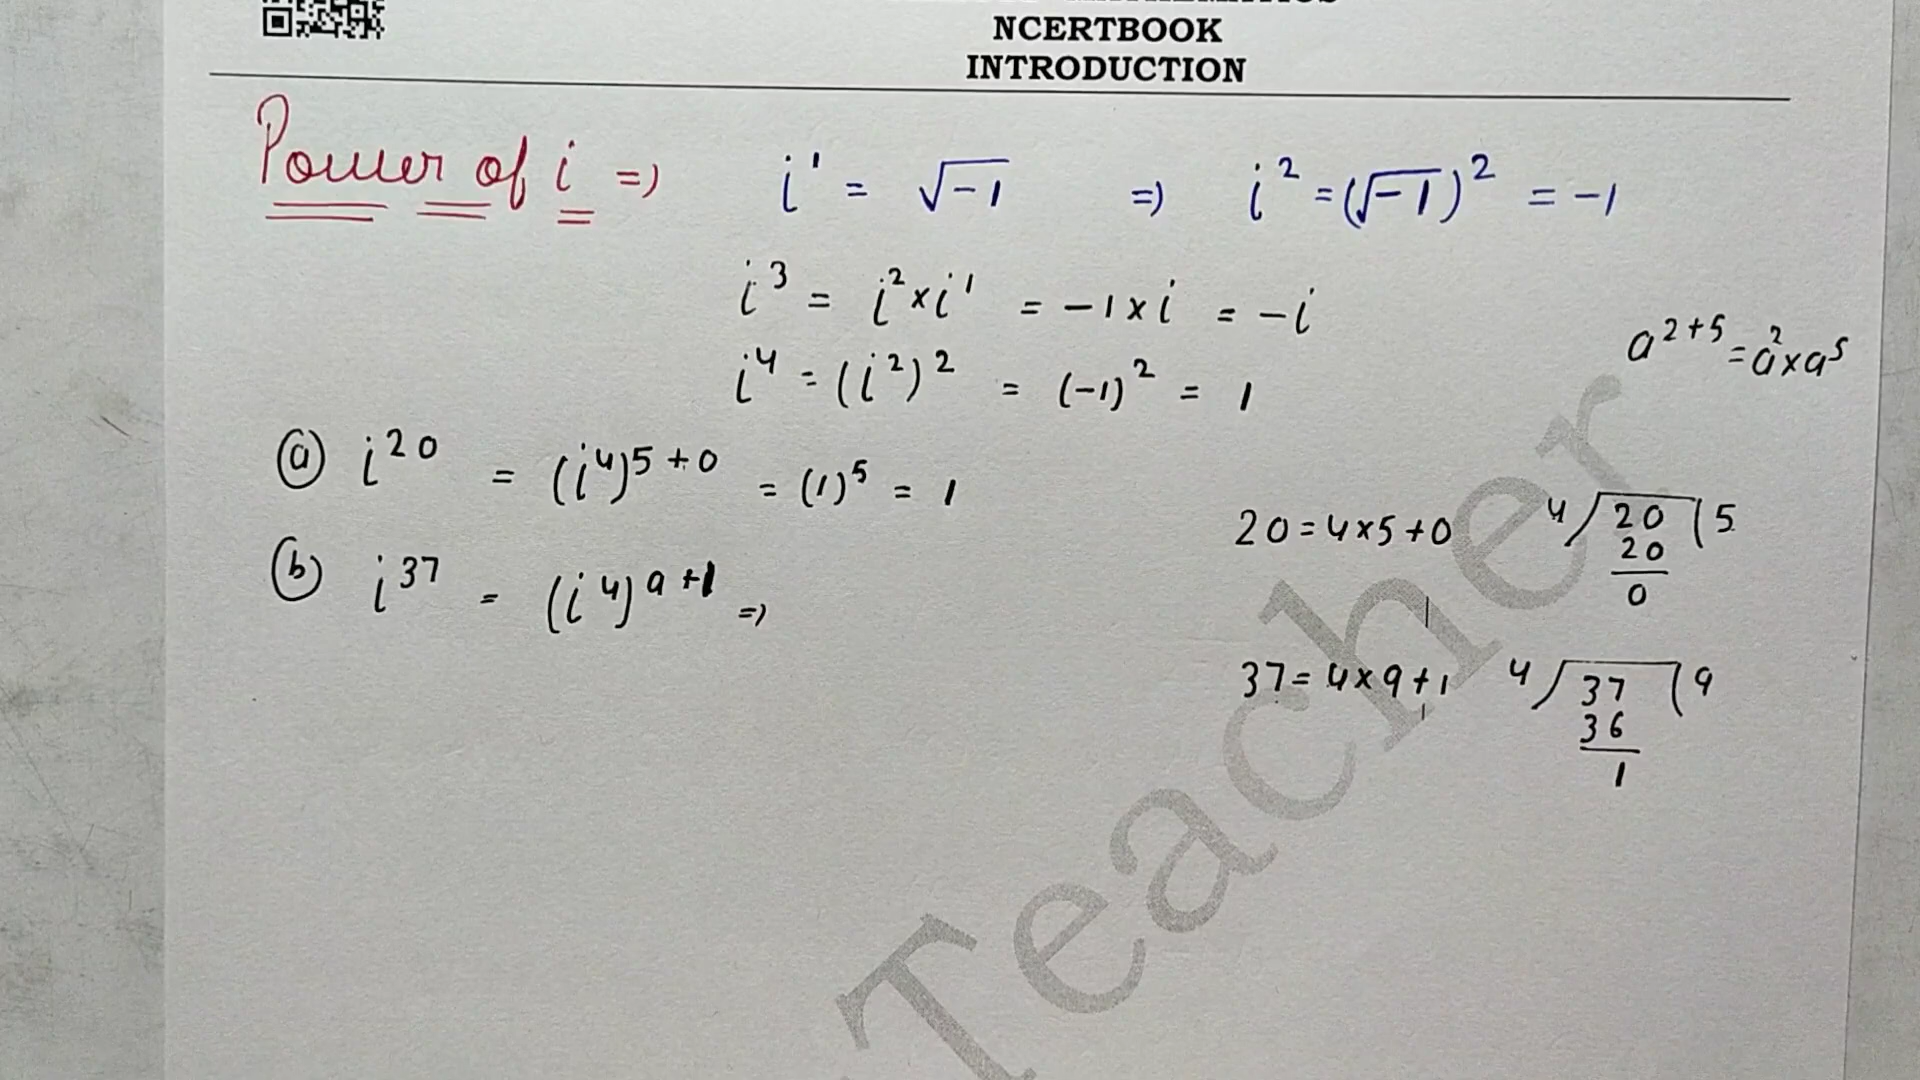 NCERTBOOK
INTRODUCTION
Power of i => i¹ = √-1 => i² = (√-1)² = -1
i³ = i² × i¹ = -1 × i = -i
a²⁺⁵ = a² × a⁵
i⁴ = (i²)² = (-1)² = 1
(a) i²⁰ = (i⁴)⁵⁺⁰ = (1)⁵ = 1
20 = 4×5+0
4 ) 20 ( 5
20
0
(b) i³⁷ = (i⁴)⁹⁺¹ =>
37 = 4×9+1
4 ) 37 ( 9
36
1
Teacher